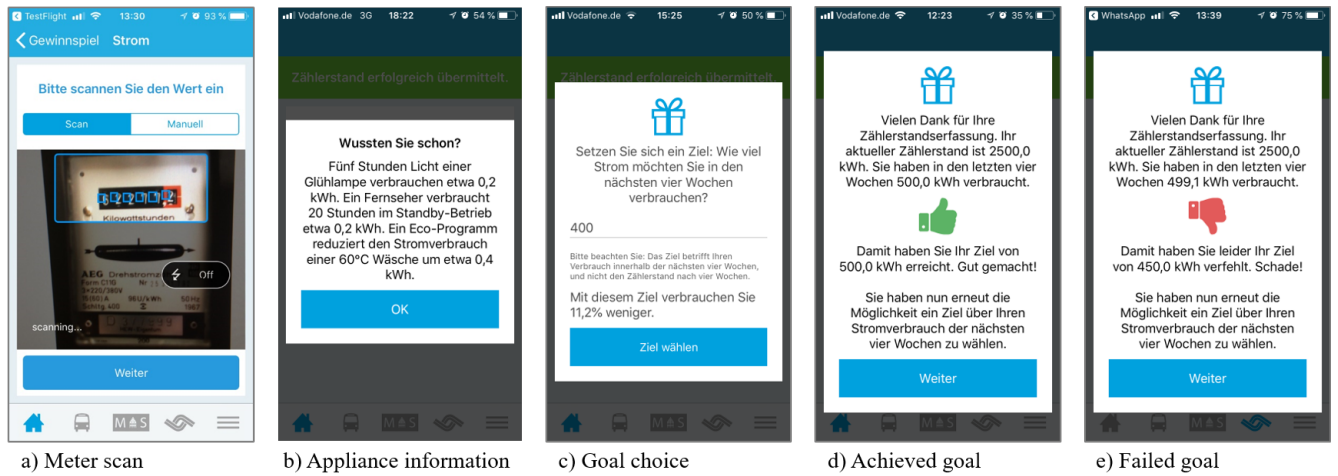 TestFlight 13:30 93 %
Gewinnspiel Strom
Bitte scannen Sie den Wert ein
Scan Manuell
Kilowattstunden
Off
AEG Drehstromz
Form C110 Nr
3×220/380V
Schltg. 400 1967
scanning...
Weiter
M S
a) Meter scan
Vodafone.de 3G 18:22 54 %
Zählerstand erfolgreich übermittelt.
Wussten Sie schon?
Fünf Stunden Licht einer
Glühlampe verbrauchen etwa 0,2
kWh. Ein Fernseher verbraucht
20 Stunden im Standby-Betrieb
etwa 0,2 kWh. Ein Eco-Programm
reduziert den Stromverbrauch
einer 60°C Wäsche um etwa 0,4
kWh.
OK
M S
b) Appliance information
Vodafone.de 15:25 50 %
Zählerstand erfolgreich übermittelt.
Setzen Sie sich ein Ziel: Wie viel
Strom möchten Sie in den
nächsten vier Wochen
verbrauchen?
400
Bitte beachten Sie: Das Ziel betrifft Ihren
Verbrauch innerhalb der nächsten vier Wochen,
und nicht den Zählerstand nach vier Wochen.
Mit diesem Ziel verbrauchen Sie
11,2% weniger.
Ziel wählen
M S
c) Goal choice
Vodafone.de 12:23 35 %
Vielen Dank für Ihre
Zählerstandserfassung. Ihr
aktueller Zählerstand ist 2500,0
kWh. Sie haben in den letzten vier
Wochen 500,0 kWh verbraucht.
Damit haben Sie Ihr Ziel von
500,0 kWh erreicht. Gut gemacht!
Sie haben nun erneut die
Möglichkeit ein Ziel über Ihren
Stromverbrauch der nächsten
vier Wochen zu wählen.
Weiter
M S
d) Achieved goal
WhatsApp 13:39 75 %
Vielen Dank für Ihre
Zählerstandserfassung. Ihr
aktueller Zählerstand ist 2500,0
kWh. Sie haben in den letzten vier
Wochen 499,1 kWh verbraucht.
Damit haben Sie leider Ihr Ziel
von 450,0 kWh verfehlt. Schade!
Sie haben nun erneut die
Möglichkeit ein Ziel über Ihren
Stromverbrauch der nächsten
vier Wochen zu wählen.
Weiter
M S
e) Failed goal